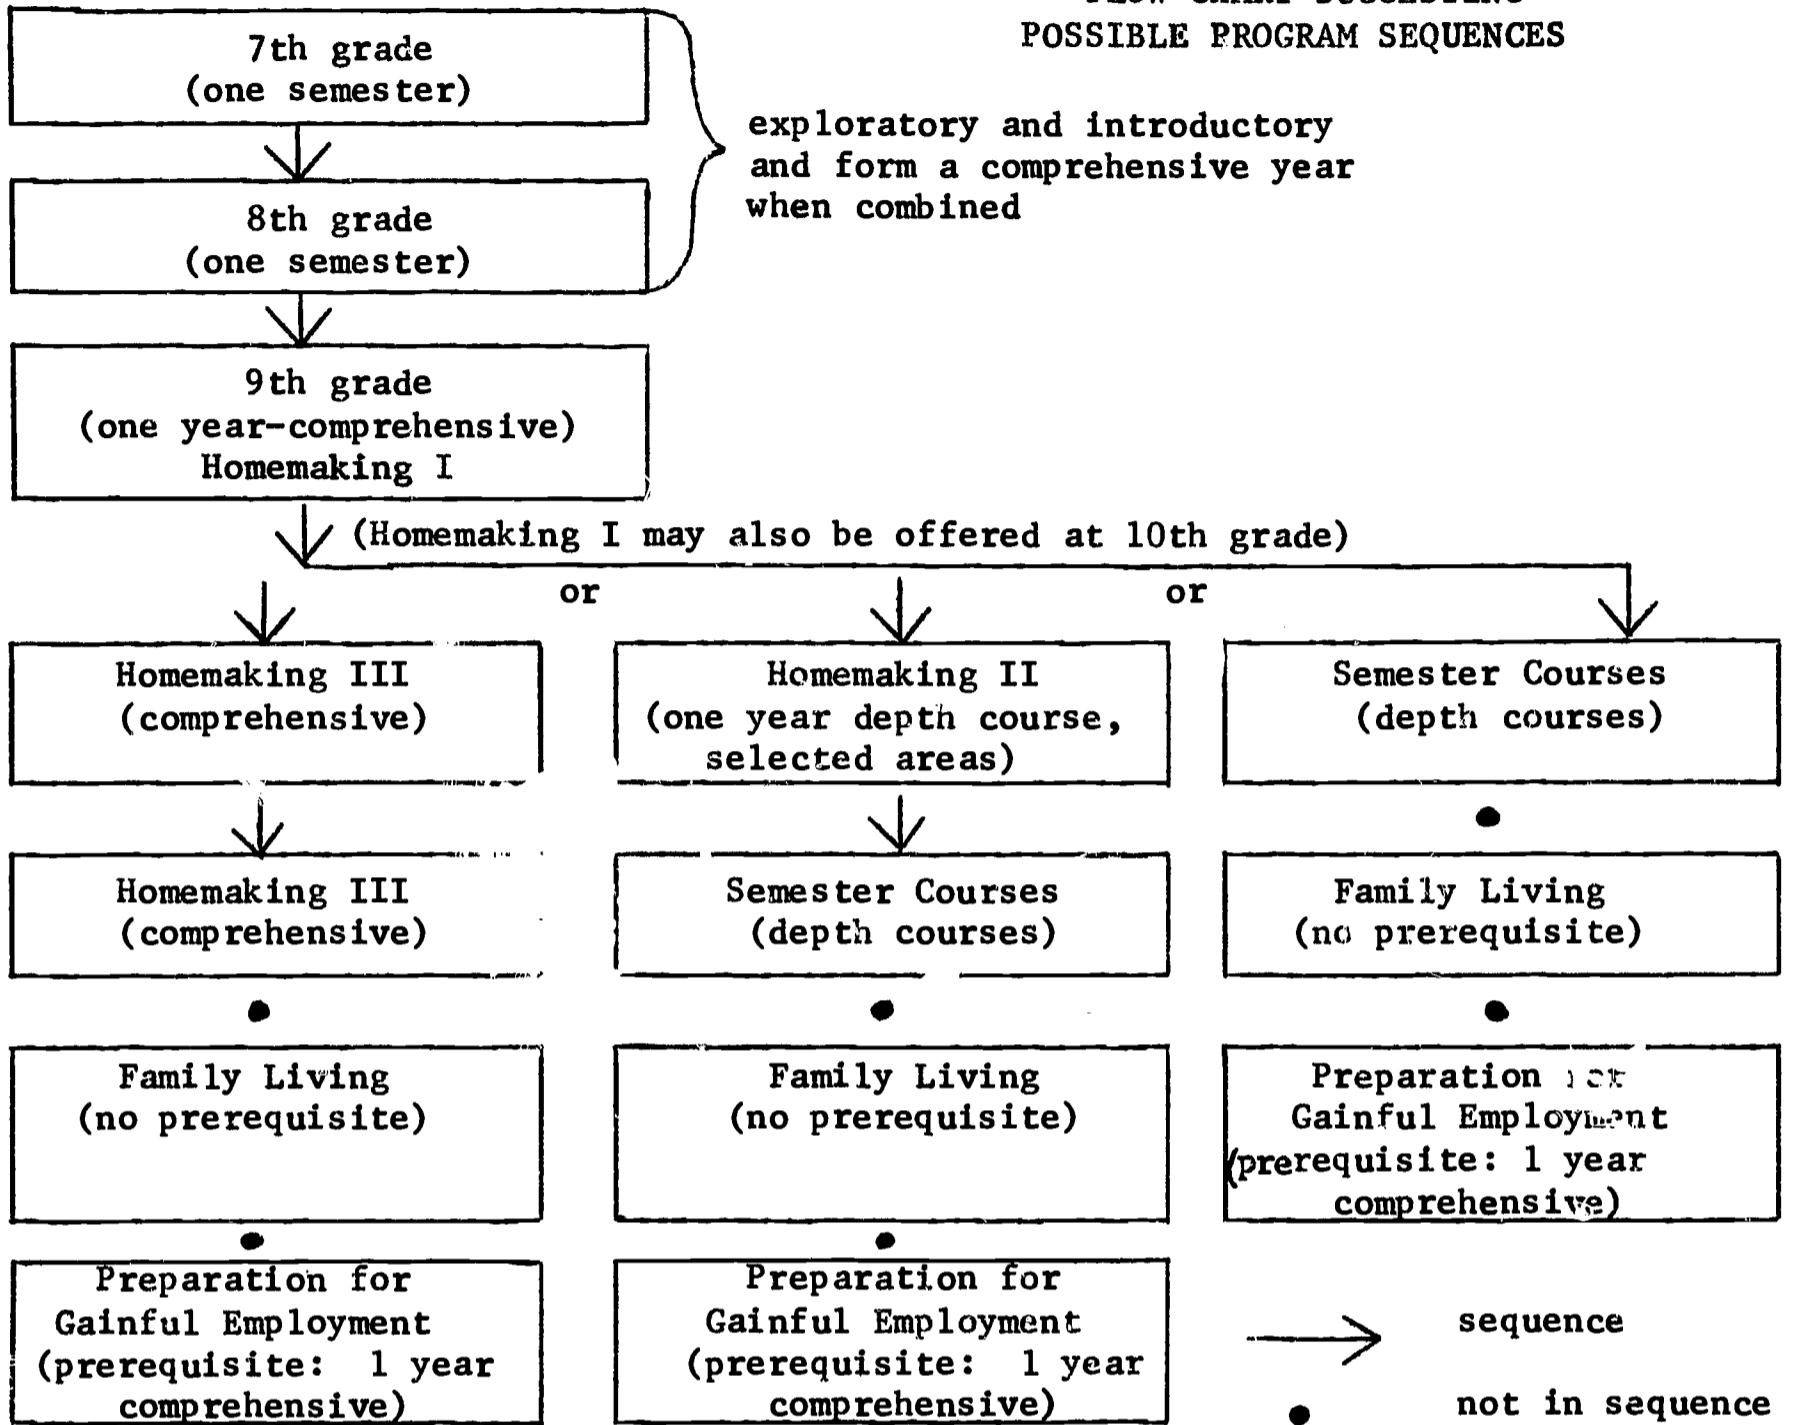 POSSIBLE PROGRAM SEQUENCES
7th grade
(one semester)
exploratory and introductory
and form a comprehensive year
when combined
8th grade
(one semester)
9th grade
(one year-comprehensive)
Homemaking I
(Homemaking I may also be offered at 10th grade)
or
or
Homemaking III
(comprehensive)
Homemaking II
(one year depth course,
selected areas)
Semester Courses
(depth courses)
Homemaking III
(comprehensive)
Semester Courses
(depth courses)
Family Living
(no prerequisite)
Family Living
(no prerequisite)
Family Living
(no prerequisite)
Preparation
Gainful Employment
(prerequisite: 1 year
comprehensive)
Preparation for
Gainful Employment
(prerequisite: 1 year
comprehensive)
Preparation for
Gainful Employment
(prerequisite: 1 year
comprehensive)
sequence
not in sequence